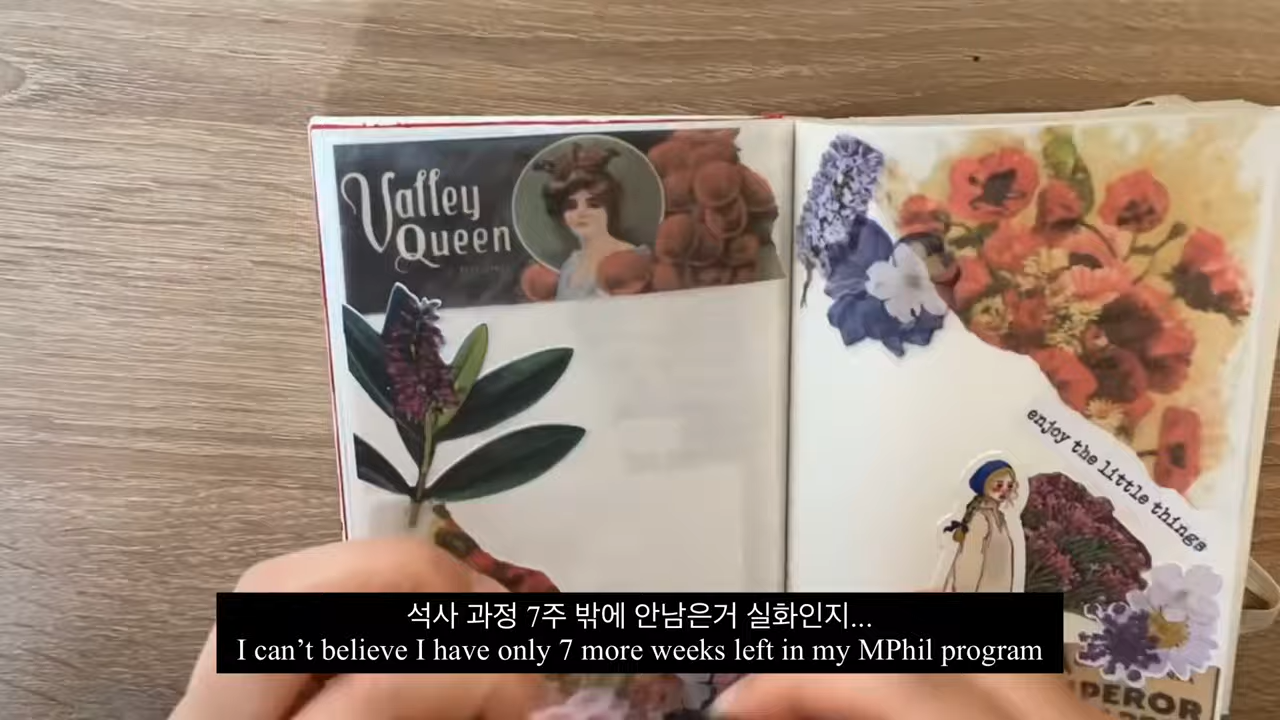 Valley
Queen
enjoy the little things
석사 과정 7주 밖에 안남은거 실화인지...
I can't believe I have only 7 more weeks left in my MPhil program